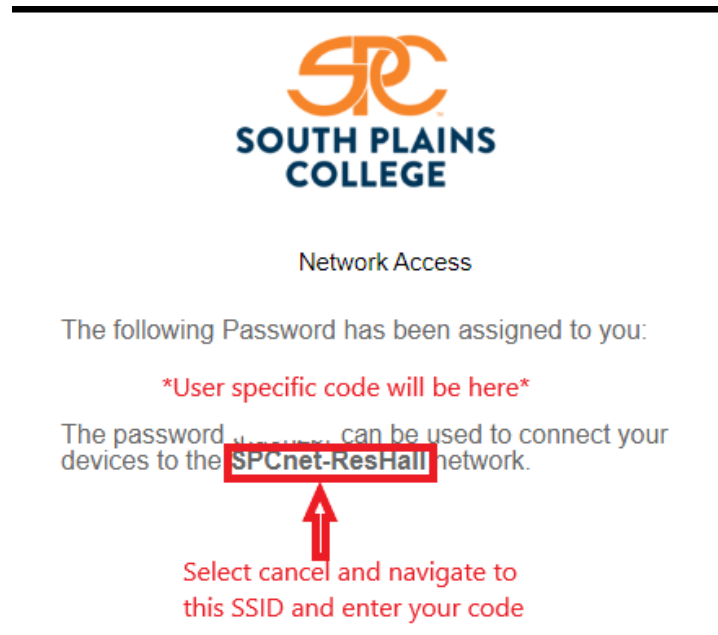 SPC
SOUTH PLAINS
COLLEGE
Network Access
The following Password has been assigned to you:
*User specific code will be here*
The password can be used to connect your
devices to the SPCnet-ResHall network.
Select cancel and navigate to
this SSID and enter your code